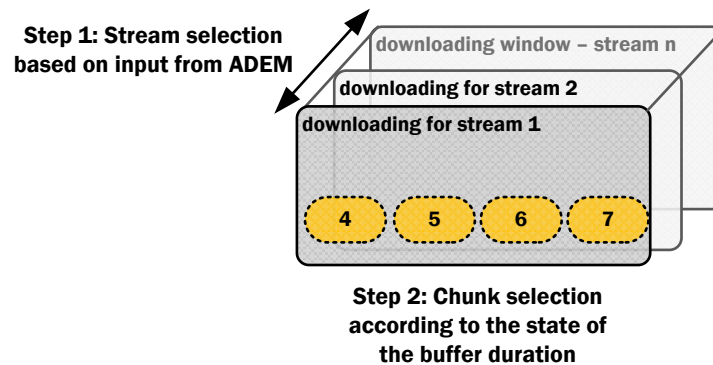 Step 1: Stream selection
based on input from ADEM
downloading window – stream n
downloading for stream 2
downloading for stream 1
4 5 6 7
Step 2: Chunk selection
according to the state of
the buffer duration